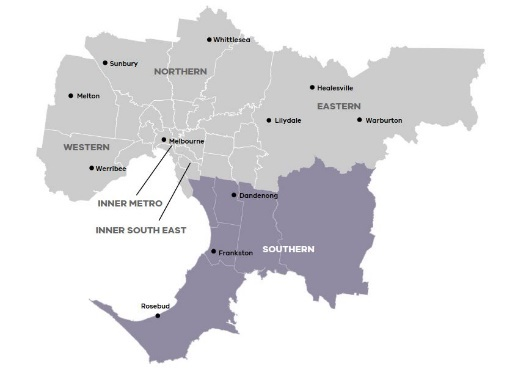 Whittlesea
Sunbury
NORTHERN
Healesville
Melton
EASTERN
Lilydale
Warburton
Melbourne
WESTERN
Werribee
Dandenong
INNER METRO
INNER SOUTH EAST
SOUTHERN
Frankston
Rosebud